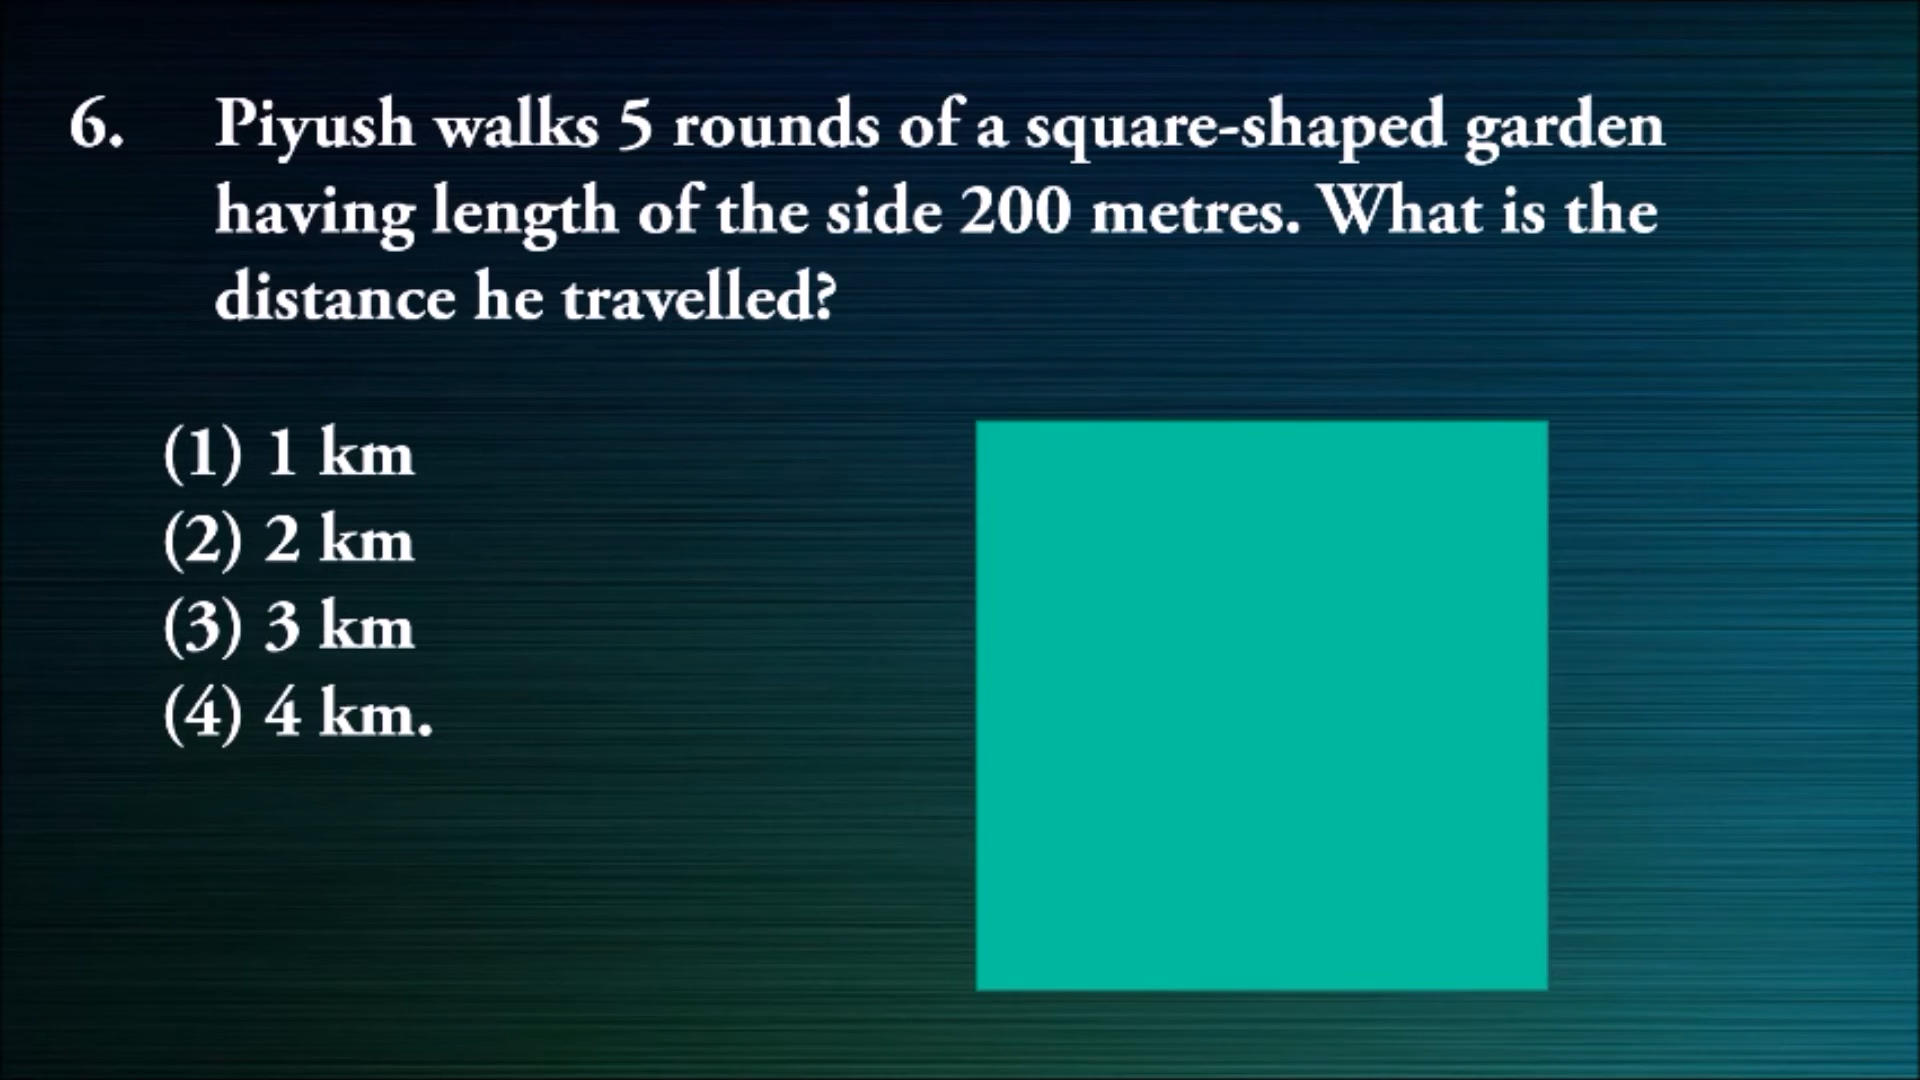 6. Piyush walks 5 rounds of a square-shaped garden
having length of the side 200 metres. What is the
distance he travelled?
(1) 1 km
(2) 2 km
(3) 3 km
(4) 4 km.